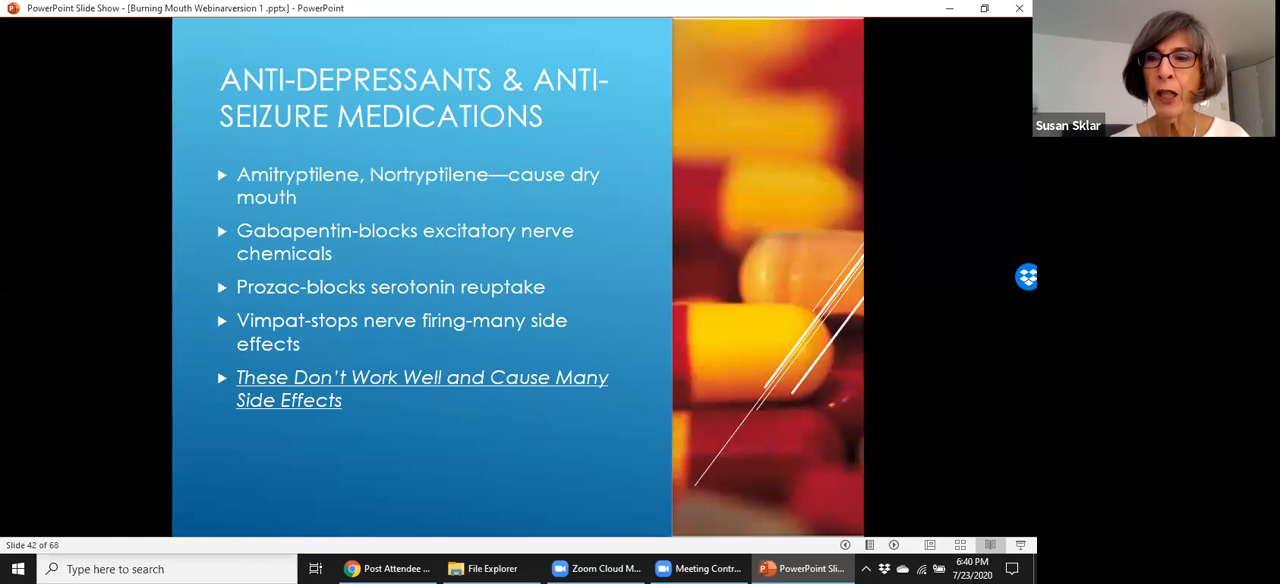 PowerPoint Slide Show - [Burning Mouth Webinarversion 1 .pptx] - PowerPoint
ANTI-DEPRESSANTS & ANTI-
SEIZURE MEDICATIONS
Amitryptilene, Nortryptilene—cause dry
mouth
Gabapentin-blocks excitatory nerve
chemicals
Prozac-blocks serotonin reuptake
Vimpat-stops nerve firing-many side
effects
These Don't Work Well and Cause Many
Side Effects
Susan Sklar
Slide 42 of 68
Type here to search
Post Attendee ...
File Explorer
Zoom Cloud M...
Meeting Contr...
PowerPoint Sli...
6:40 PM
7/23/2020